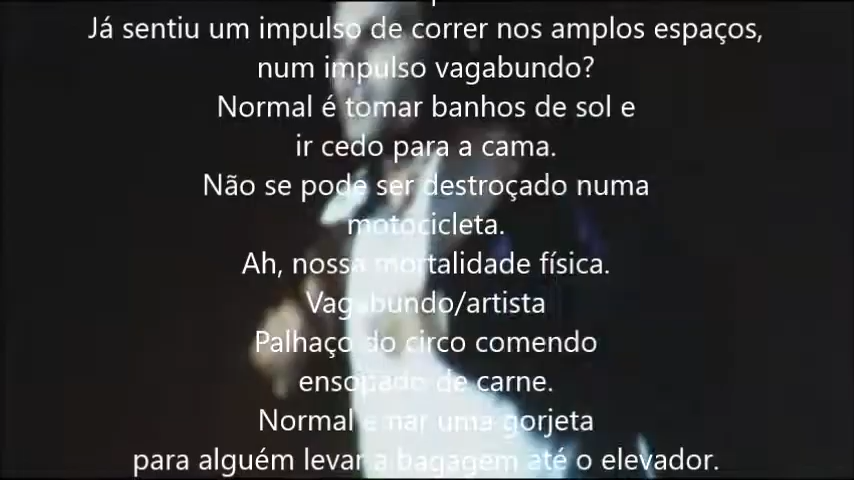 Já sentiu um impulso de correr nos amplos espaços,
num impulso vagabundo?
Normal é tomar banhos de sol e
ir cedo para a cama.
Não se pode ser destroçado numa
motocicleta.
Ah, nossa mortalidade física.
Vagabundo/artista
Palhaço do circo comendo
ensopado de carne.
Normal uma gorjeta
para alguém levar a bagagem até o elevador.